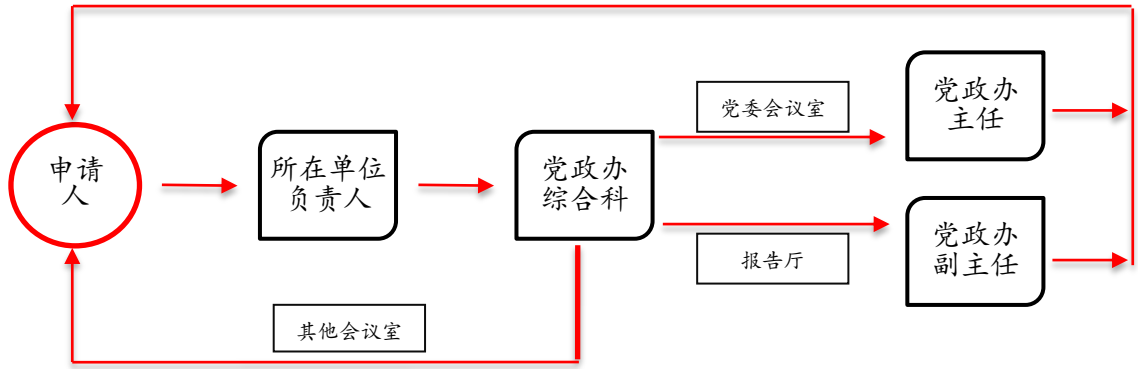 党委会议室
党政办
主任
申请
人
所在单位
负责人
党政办
综合科
报告厅
党政办
副主任
其他会议室